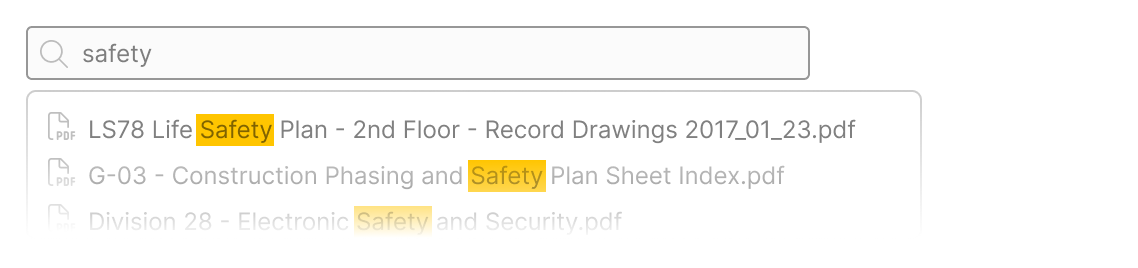 safety
PDF LS78 Life Safety Plan - 2nd Floor - Record Drawings 2017_01_23.pdf
PDF G-03 - Construction Phasing and Safety Plan Sheet Index.pdf
PDF Division 28 - Electronic Safety and Security.pdf